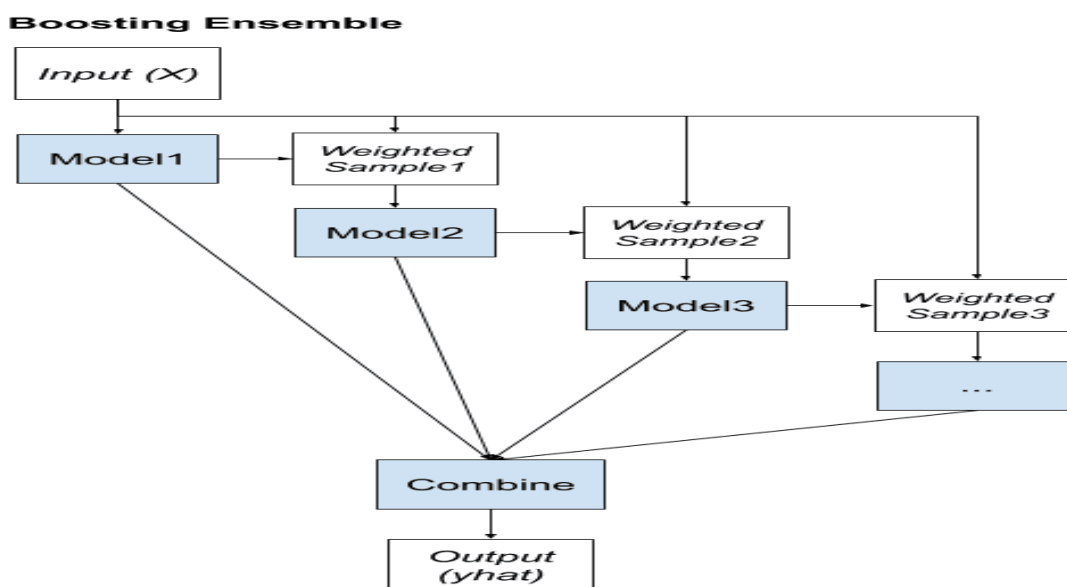 Boosting Ensemble
Input (X)
Model1
Weighted
Sample1
Model2
Weighted
Sample2
Model3
Weighted
Sample3
...
Combine
Output
(yhat)